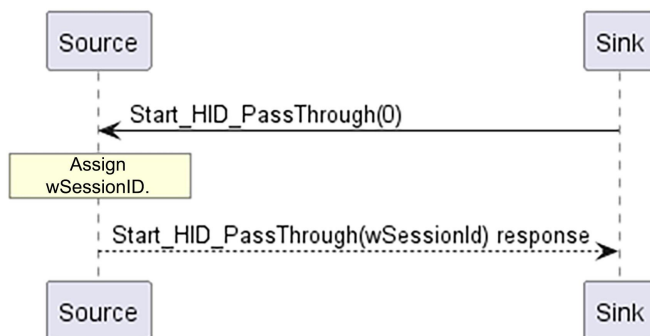 Source
Sink
Start_HID_PassThrough(0)
Assign
wSessionID.
Start_HID_PassThrough(wSessionId) response
Source
Sink